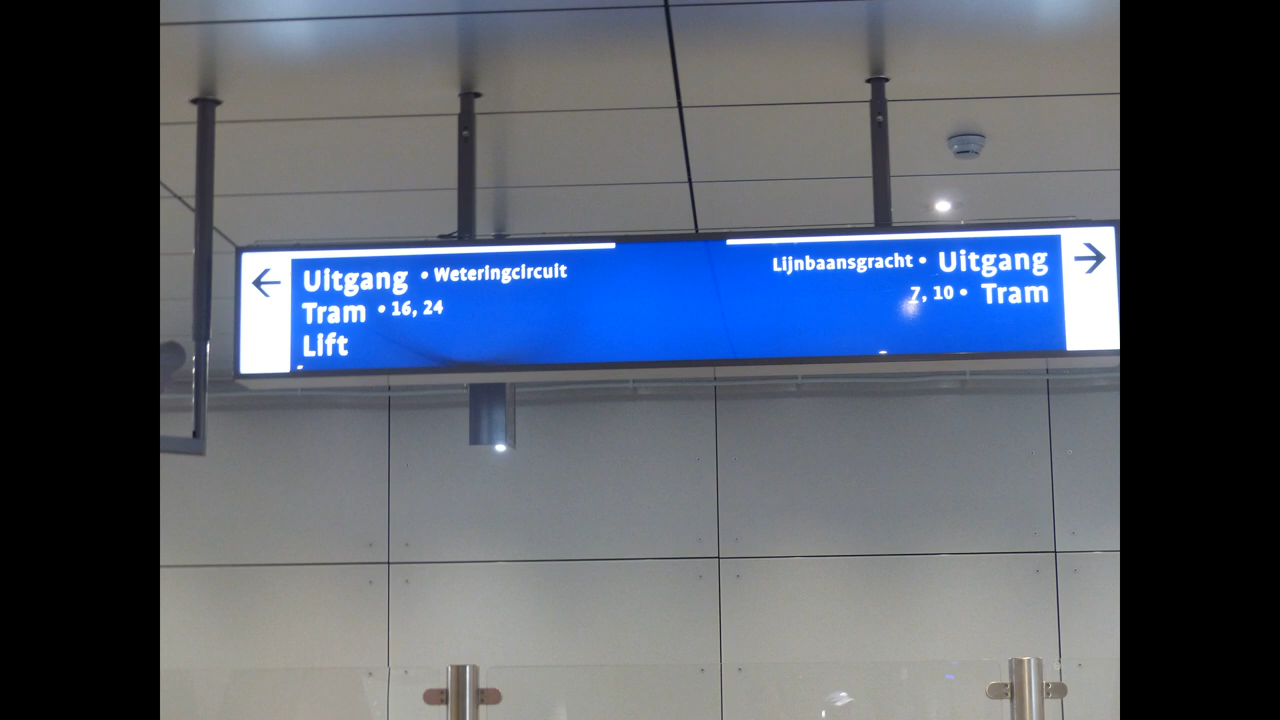 Uitgang • Weteringcircuit
Tram • 16, 24
Lift
Lijnbaansgracht • Uitgang
7, 10 • Tram